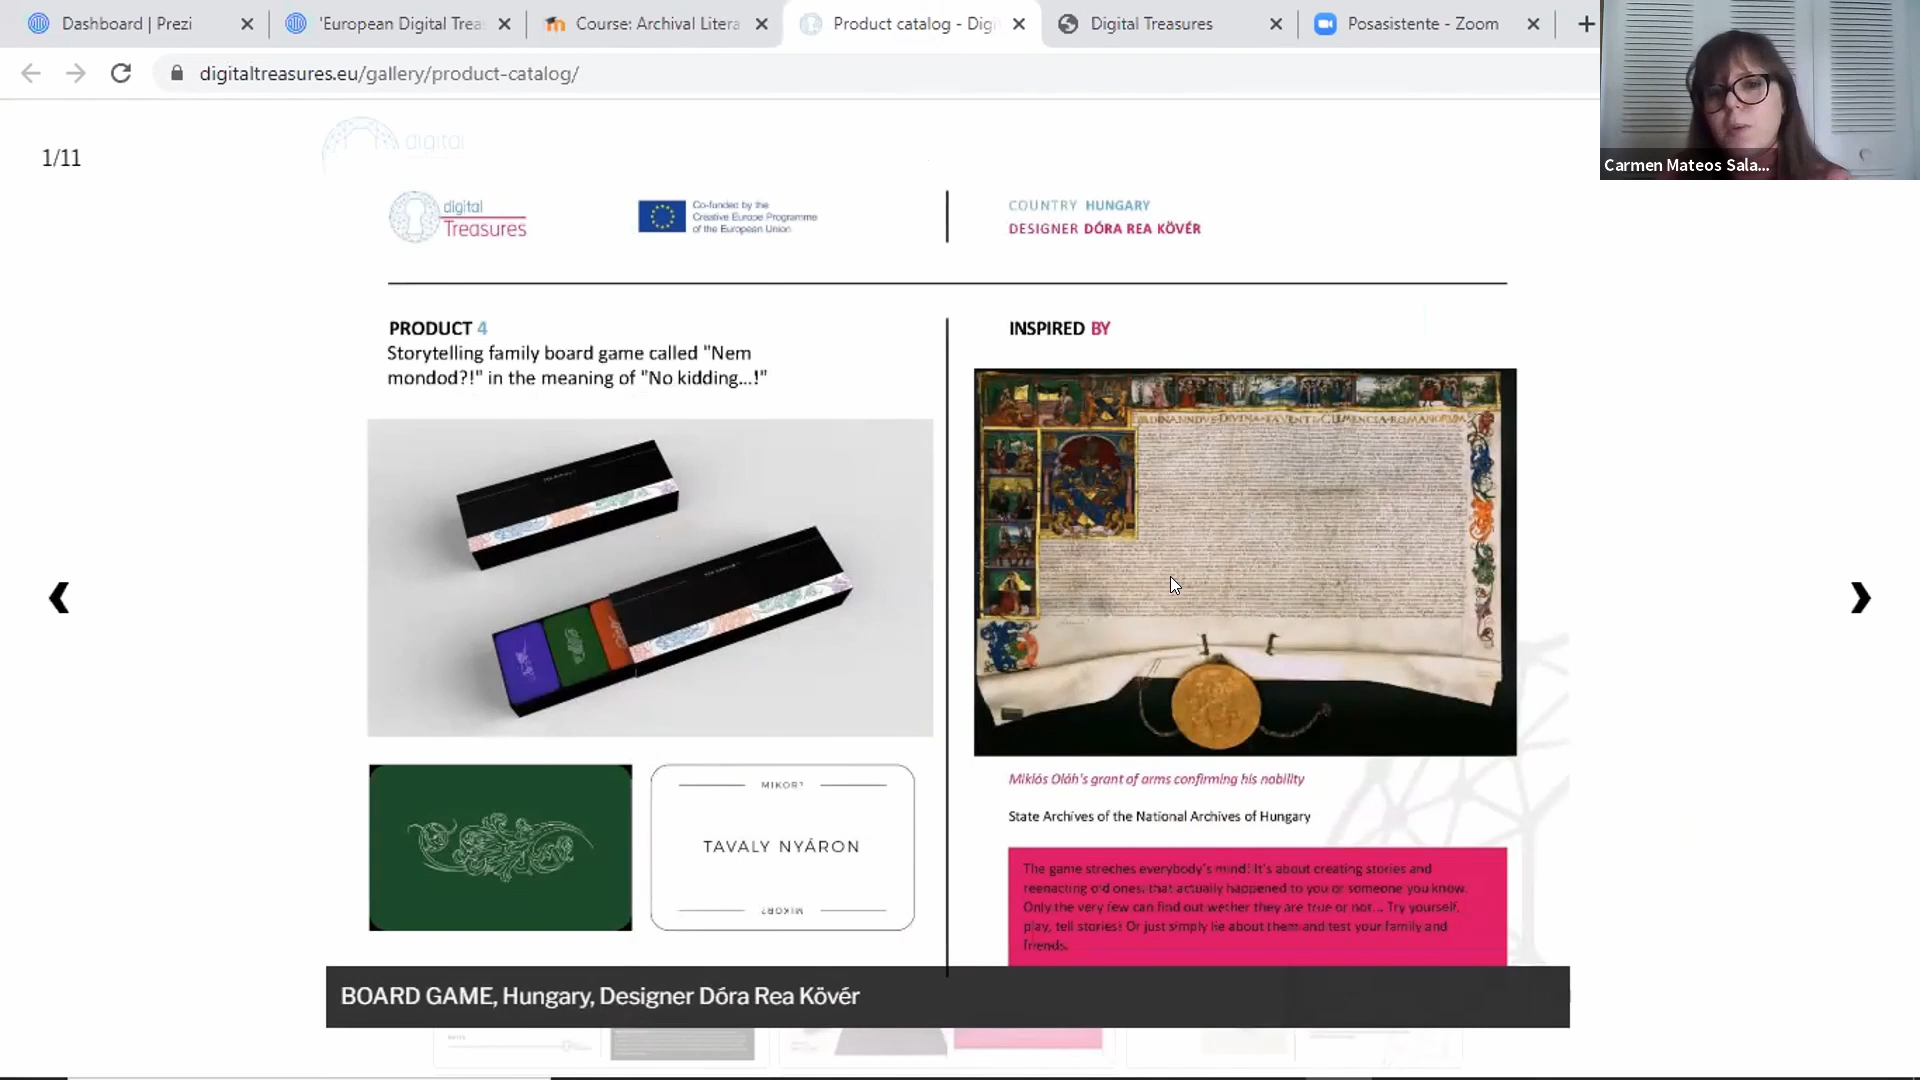 Dashboard | Prezi
'European Digital Trea
Course: Archival Litera
Product catalog - Digi
Digital Treasures
Posasistente - Zoom
digitaltreasures.eu/gallery/product-catalog/
Carmen Mateos Sala...
1/11
digital
digital
Treasures
Co-funded by the
Creative Europe Programme
of the European Union
COUNTRY HUNGARY
DESIGNER DÓRA REA KÖVÉR
PRODUCT 4
Storytelling family board game called "Nem
mondod?!" in the meaning of "No kidding...!"
MIKOR?
TAVALY NYÁRON
MIKOR?
INSPIRED BY
Miklós Oláh's grant of arms confirming his nobility
State Archives of the National Archives of Hungary
The game streches everybody's mind! It's about creating stories and
reenacting old ones, that actually happened to you or someone you know.
Only the very few can find out wether they are true or not... Try yourself,
play, tell stories! Or just simply lie about them and test your family and
friends.
BOARD GAME, Hungary, Designer Dóra Rea Kövér